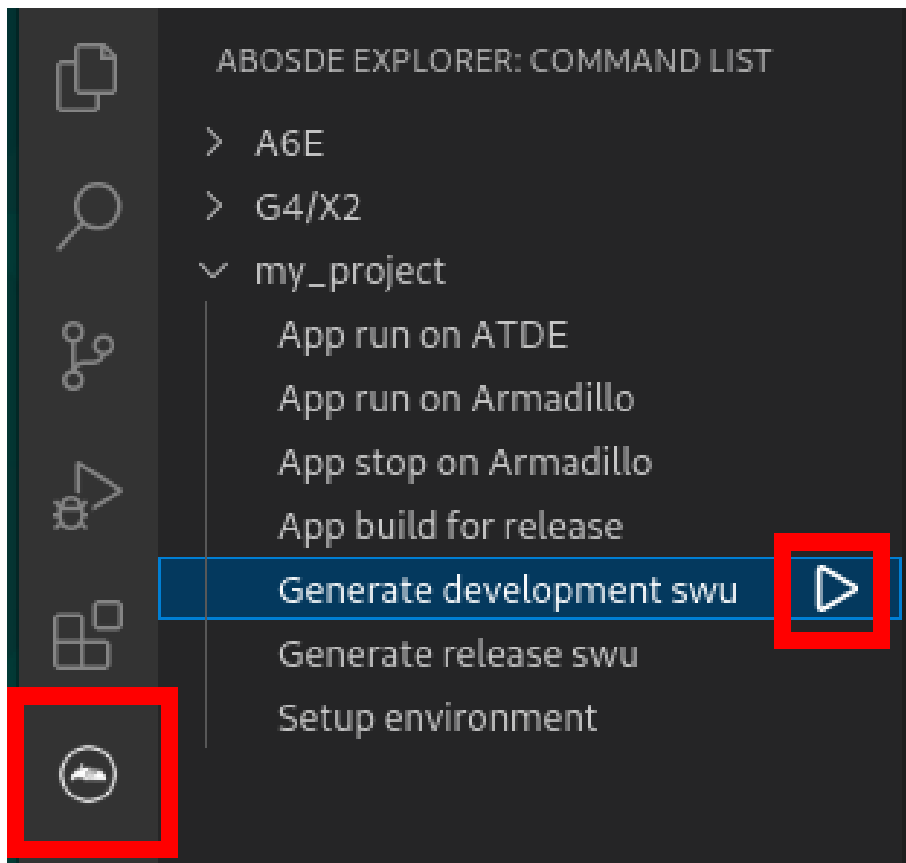 ABOSDE EXPLORER: COMMAND LIST
A6E
G4/X2
my_project
App run on ATDE
App run on Armadillo
App stop on Armadillo
App build for release
Generate development swu
Generate release swu
Setup environment